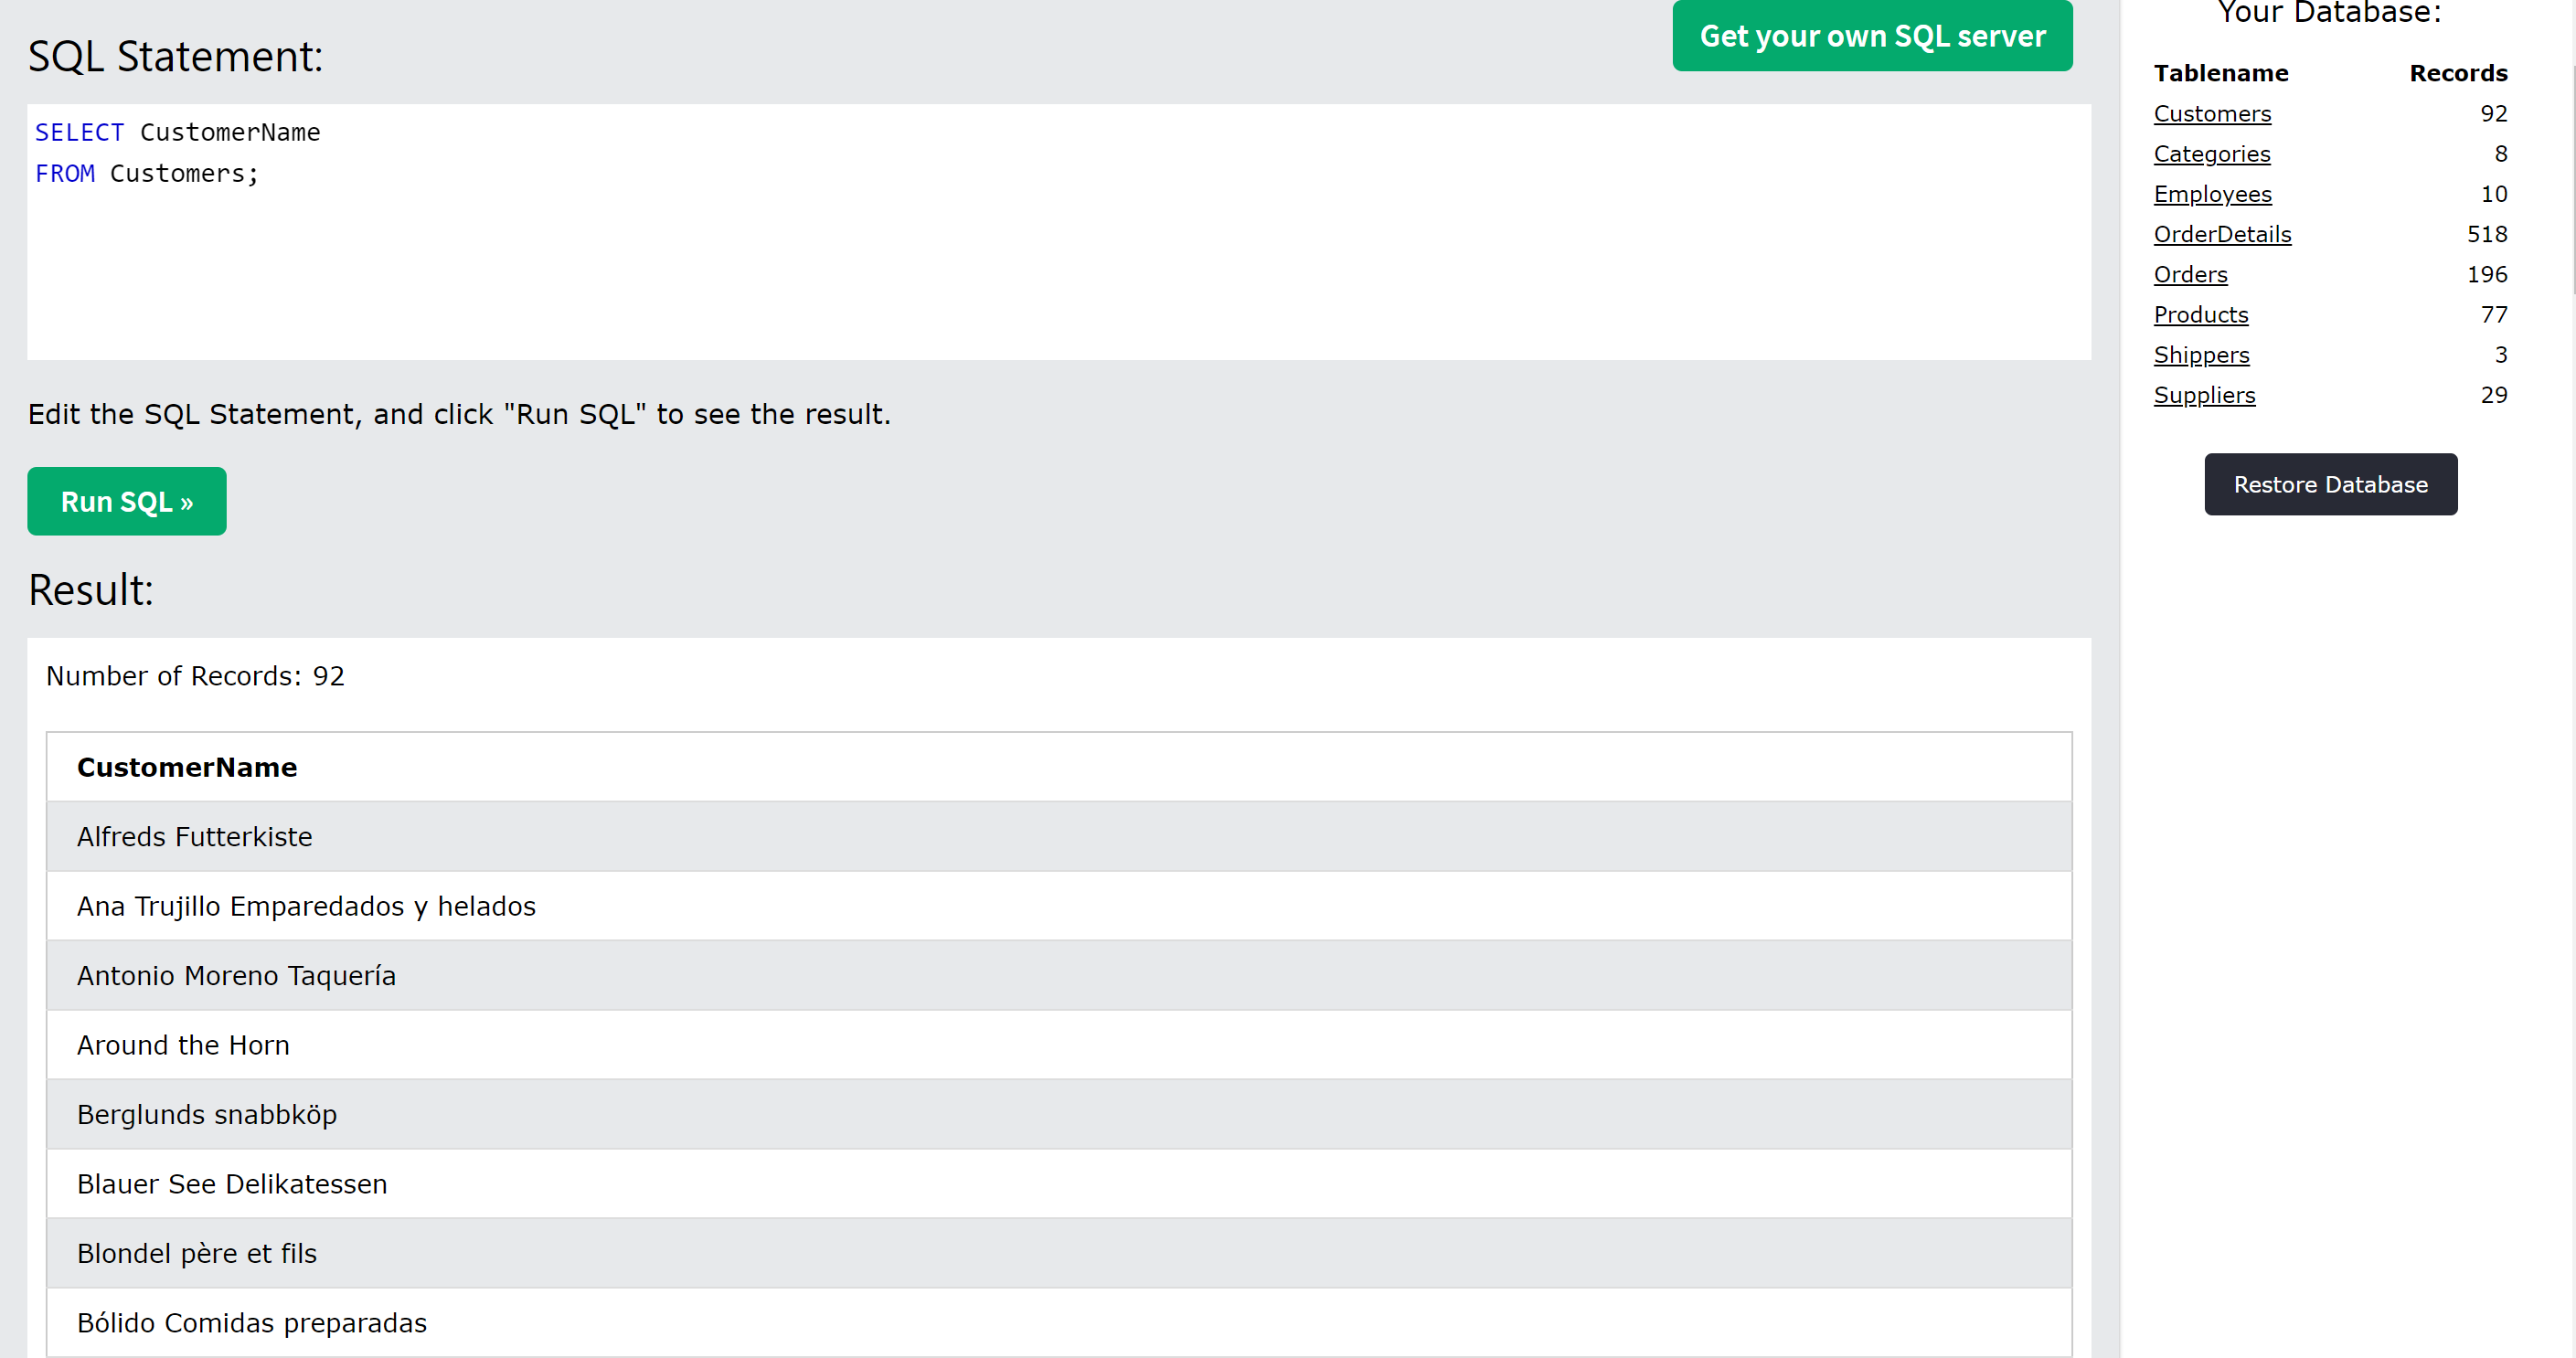 SQL Statement:
Get your own SQL server
SELECT CustomerName
FROM Customers;
Edit the SQL Statement, and click "Run SQL" to see the result.
Run SQL »
Result:
Number of Records: 92
CustomerName
Alfreds Futterkiste
Ana Trujillo Emparedados y helados
Antonio Moreno Taquería
Around the Horn
Berglunds snabbköp
Blauer See Delikatessen
Blondel père et fils
Bólido Comidas preparadas
Your Database:
Tablename Records
Customers 92
Categories 8
Employees 10
OrderDetails 518
Orders 196
Products 77
Shippers 3
Suppliers 29
Restore Database